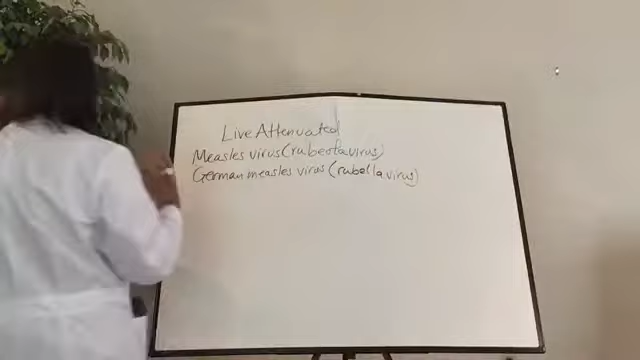 Live Attenuated
Measles virus (rubeola virus)
German measles virus (rubella virus)